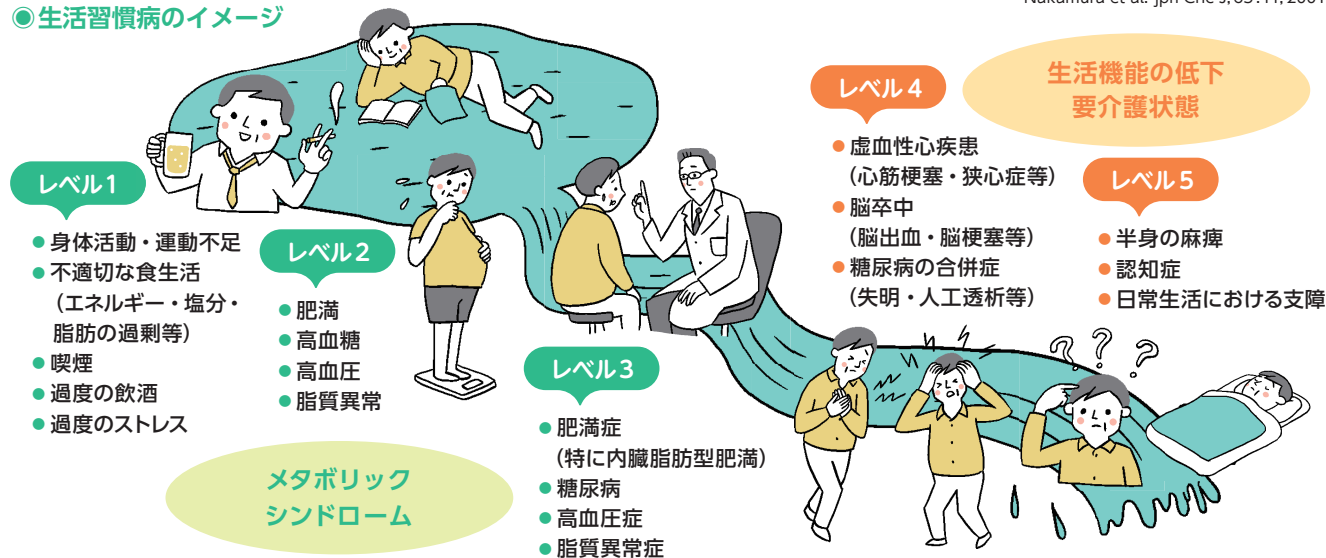 ◉生活習慣病のイメージ
レベル1
● 身体活動・運動不足
● 不適切な食生活
（エネルギー・塩分・
脂肪の過剰等）
● 喫煙
● 過度の飲酒
● 過度のストレス
レベル2
● 肥満
● 高血糖
● 高血圧
● 脂質異常
メタボリック
シンドローム
レベル3
● 肥満症
（特に内臓脂肪型肥満）
● 糖尿病
● 高血圧症
● 脂質異常症
レベル4
● 虚血性心疾患
（心筋梗塞・狭心症等）
● 脳卒中
（脳出血・脳梗塞等）
● 糖尿病の合併症
（失明・人工透析等）
生活機能の低下
要介護状態
レベル5
● 半身の麻痺
● 認知症
● 日常生活における支障
? ? ?